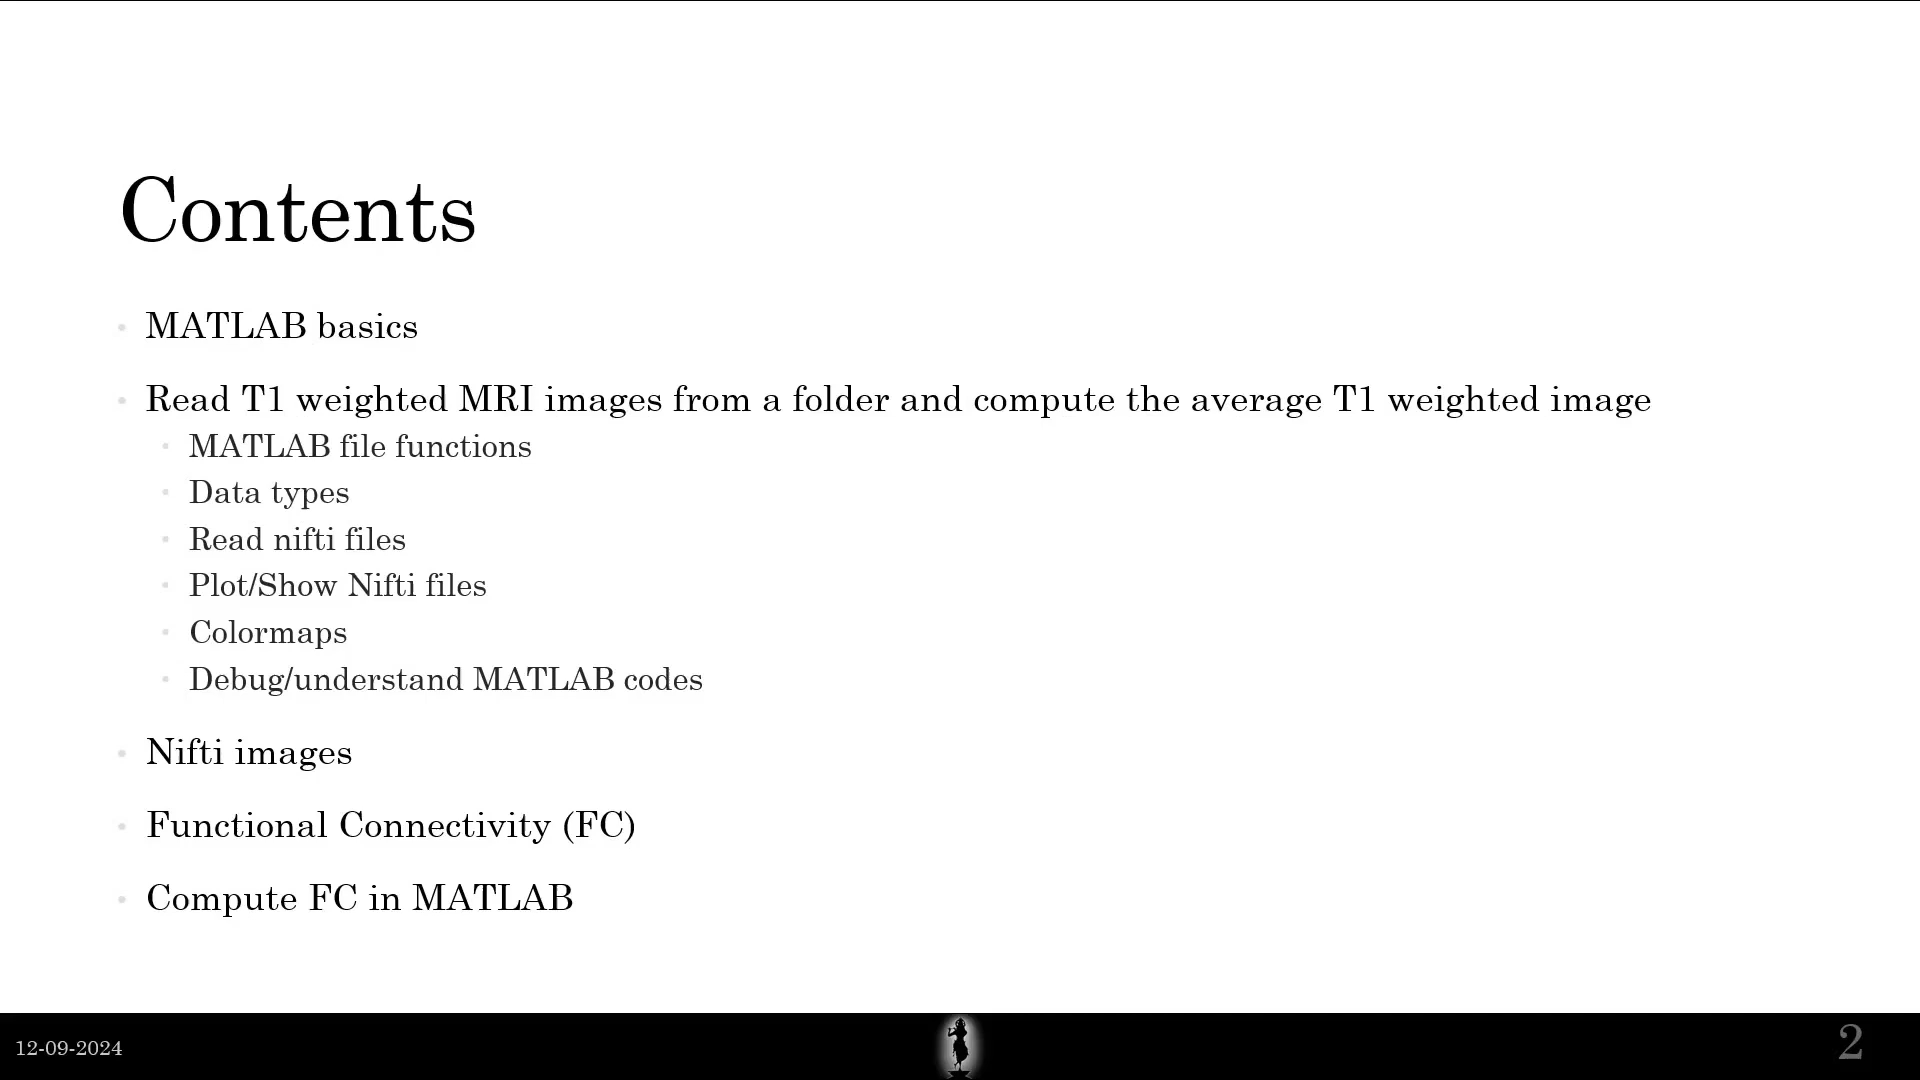 Contents
MATLAB basics
Read T1 weighted MRI images from a folder and compute the average T1 weighted image
MATLAB file functions
Data types
Read nifti files
Plot/Show Nifti files
Colormaps
Debug/understand MATLAB codes
Nifti images
Functional Connectivity (FC)
Compute FC in MATLAB
12-09-2024
2